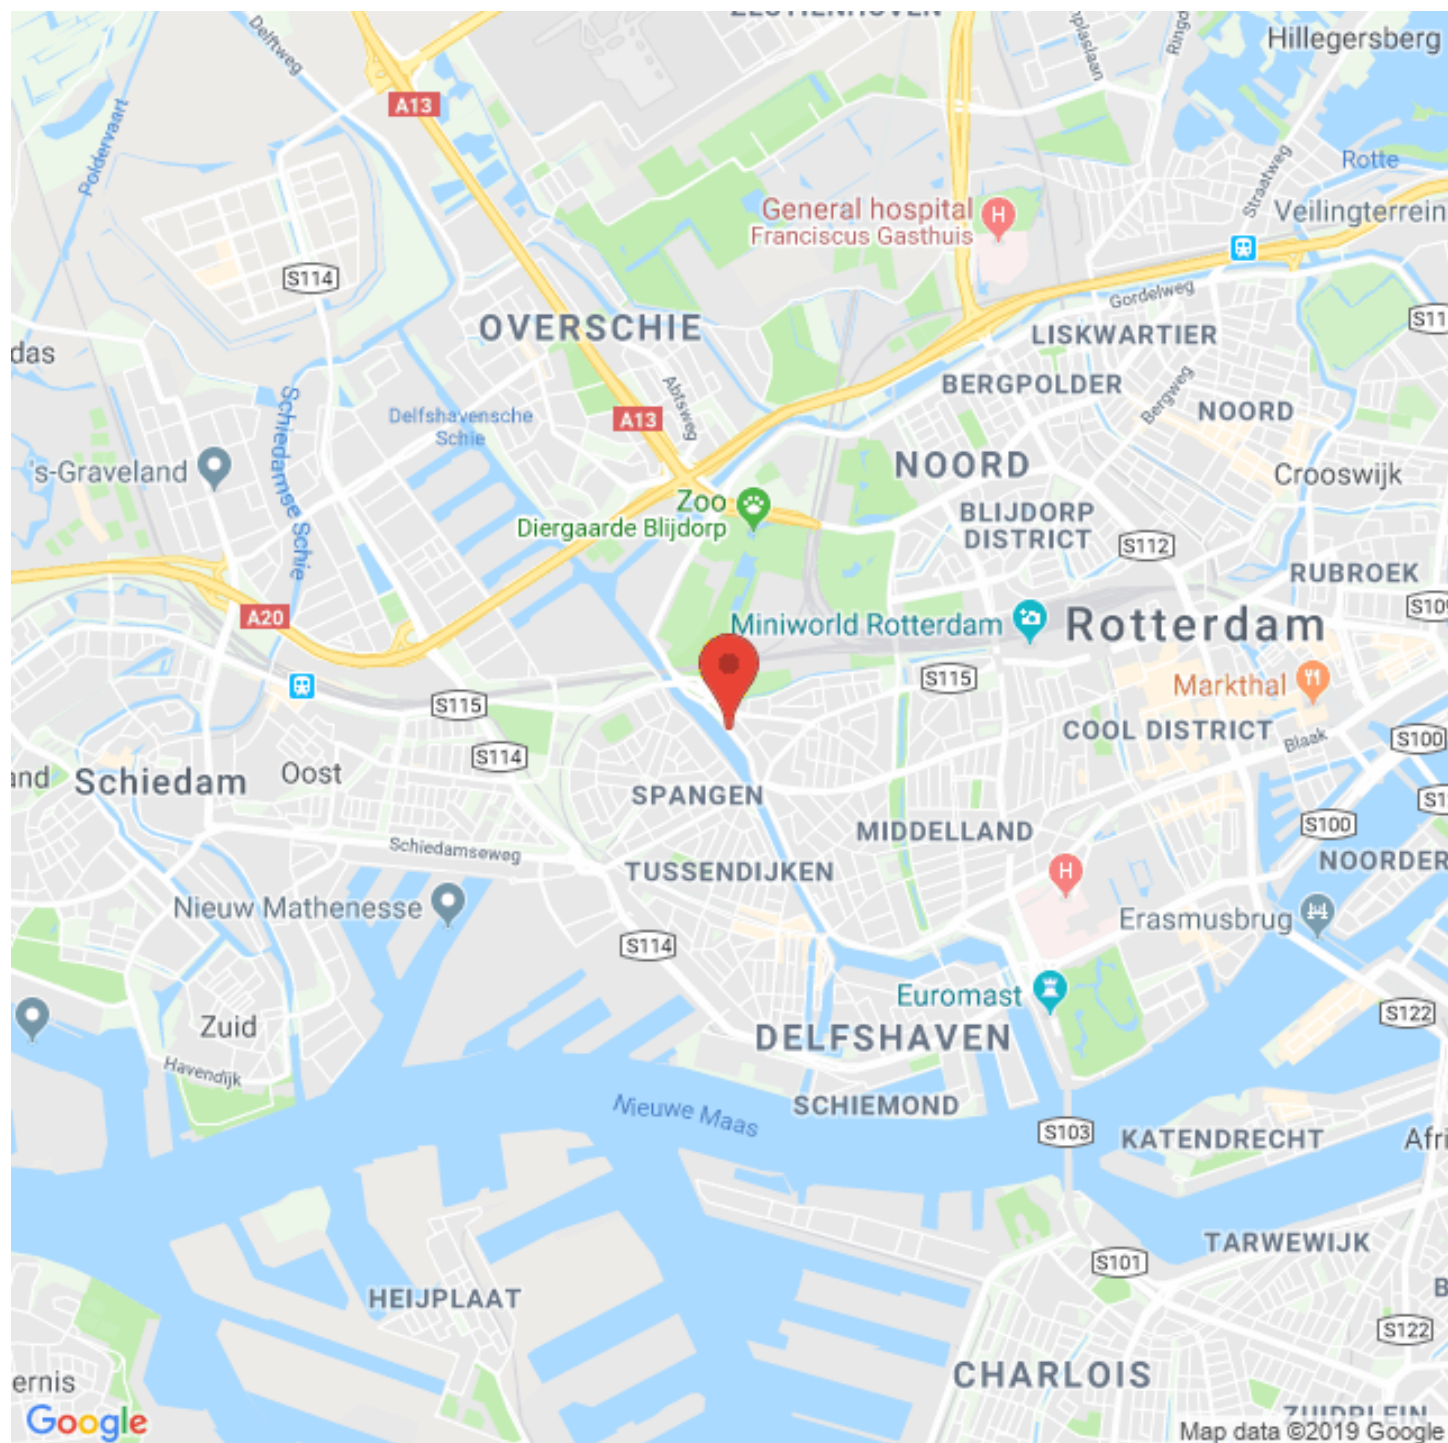 Delftweg
Hillegersberg
A13
Poldervaart
Rotte
Straatweg
General hospital
Franciscus Gasthuis
H
Veilingterrein
S114
Gordelweg
OVERSCHIE
LISKWARTIER
BERGPOLDER
Abtsweg
Bergweg
NOORD
Delfshavensche
Schie
A13
Schiedamse Schie
's-Graveland
NOORD
Crooswijk
Zoo
Diergaarde Blijdorp
BLIJDORP
DISTRICT
S112
RUBROEK
A20
Miniworld Rotterdam
Rotterdam
S115
S115
Markthal
COOL DISTRICT
Blaak
S100
S114
Schiedam
Oost
SPANGEN
S100
MIDDELLAND
Schiedamseweg
TUSSENDIJKEN
H
Nieuw Mathenesse
Erasmusbrug
S114
Euromast
Zuid
DELFSHAVEN
S122
Havendijk
Nieuwe Maas
SCHIEMOND
S103
KATENDRECHT
TARWEWIJK
S101
HEIJPLAAT
S122
CHARLOIS
Google
Map data ©2019 Google